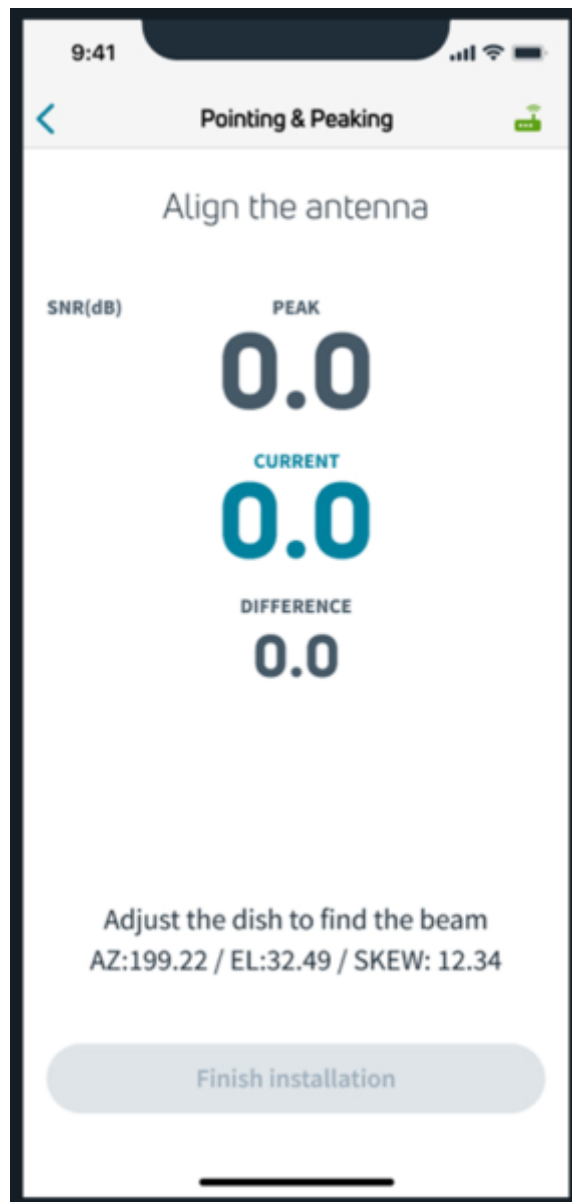 9:41
Pointing & Peaking
Align the antenna
SNR(dB)
PEAK
0.0
CURRENT
0.0
DIFFERENCE
0.0
Adjust the dish to find the beam
AZ:199.22 / EL:32.49 / SKEW: 12.34
Finish installation